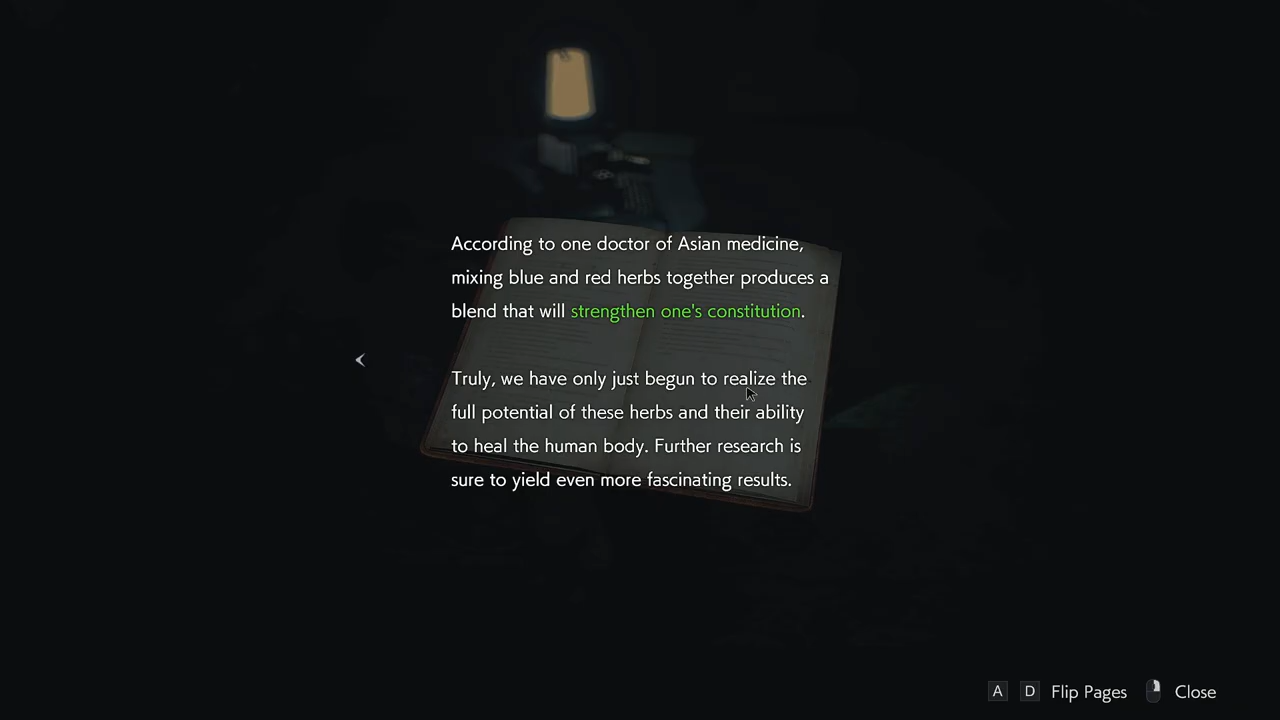 According to one doctor of Asian medicine,
mixing blue and red herbs together produces a
blend that will strengthen one's constitution.
Truly, we have only just begun to realize the
full potential of these herbs and their ability
to heal the human body. Further research is
sure to yield even more fascinating results.
A D Flip Pages Close